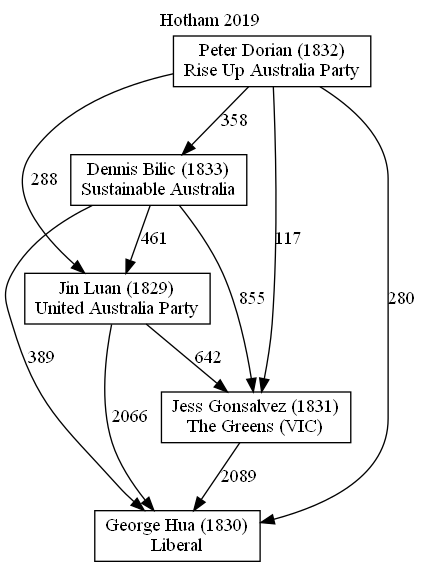 Hotham 2019
Peter Dorian (1832)
Rise Up Australia Party
358
Dennis Bilic (1833)
Sustainable Australia
288
461
117
Jin Luan (1829)
United Australia Party
855
280
389
642
2066
Jess Gonsalvez (1831)
The Greens (VIC)
2089
George Hua (1830)
Liberal